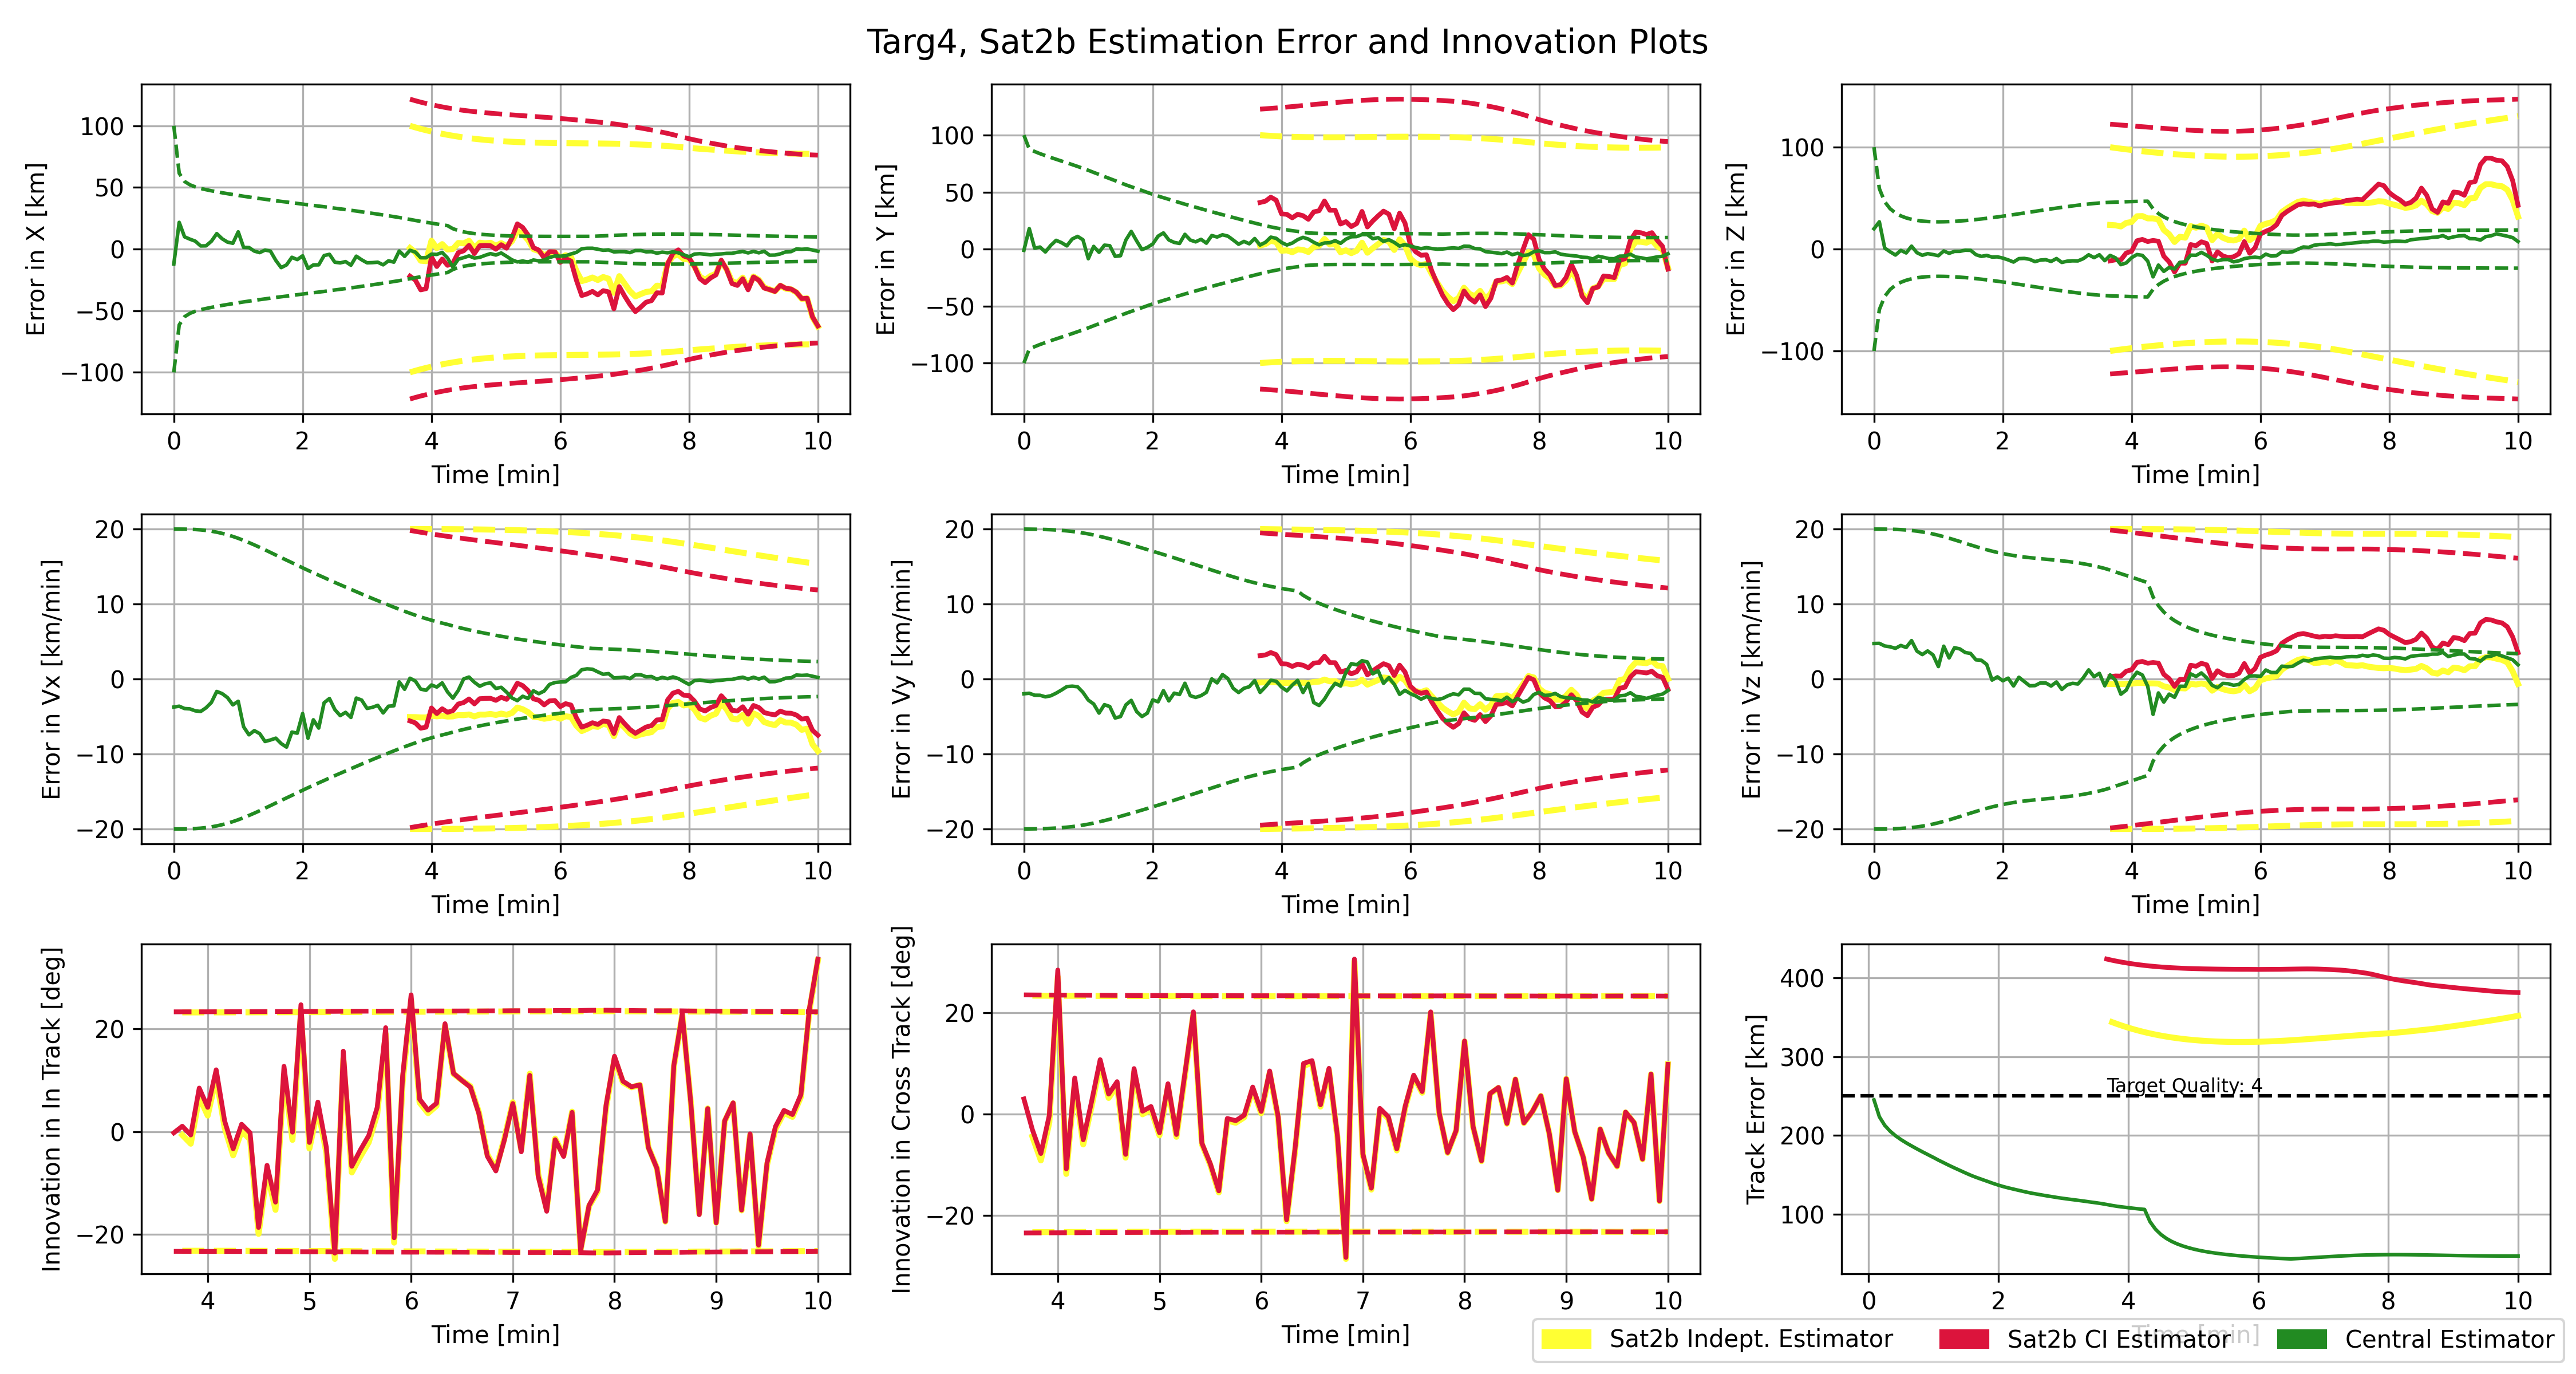 Targ4, Sat2b Estimation Error and Innovation Plots
Error in X [km]
100
50
0
−50
−100
0 2 4 6 8 10
Time [min]
Error in Y [km]
100
50
0
−50
−100
0 2 4 6 8 10
Time [min]
Error in Z [km]
100
0
−100
0 2 4 6 8 10
Time [min]
Error in Vx [km/min]
20
10
0
−10
−20
0 2 4 6 8 10
Time [min]
Error in Vy [km/min]
20
10
0
−10
−20
0 2 4 6 8 10
Time [min]
Error in Vz [km/min]
20
10
0
−10
−20
0 2 4 6 8 10
Time [min]
Innovation in In Track [deg]
20
0
−20
4 5 6 7 8 9 10
Time [min]
Innovation in Cross Track [deg]
20
0
−20
4 5 6 7 8 9 10
Time [min]
Track Error [km]
400
300
200
100
Target Quality: 4
0 2 4 6 8 10
Time [min]
Sat2b Indept. Estimator Sat2b CI Estimator Central Estimator